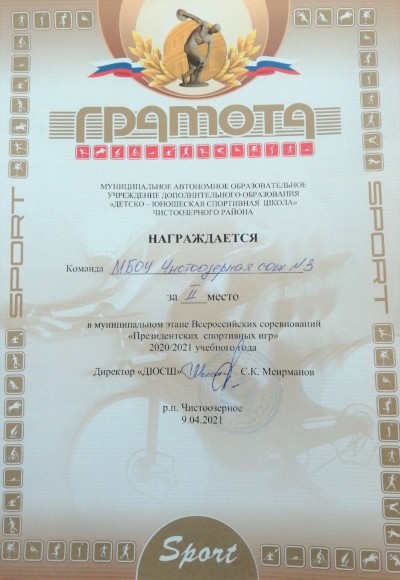 ГРАМОТА
МУНИЦИПАЛЬНОЕ АВТОНОМНОЕ ОБРАЗОВАТЕЛЬНОЕ
УЧРЕЖДЕНИЕ ДОПОЛНИТЕЛЬНОГО ОБРАЗОВАНИЯ
«ДЕТСКО – ЮНОШЕСКАЯ СПОРТИВНАЯ ШКОЛА»
ЧИСТООЗЕРНОГО РАЙОНА
НАГРАЖДАЕТСЯ
Команда МБОУ Чистоозерная сош №3
за II место
в муниципальном этапе Всероссийских соревнований
«Президентских спортивных игр»
2020/2021 учебного года
Директор «ДЮСШ» С.К. Меирманов
р.п. Чистоозерное
9.04.2021
SPORT
SPORT
Sport